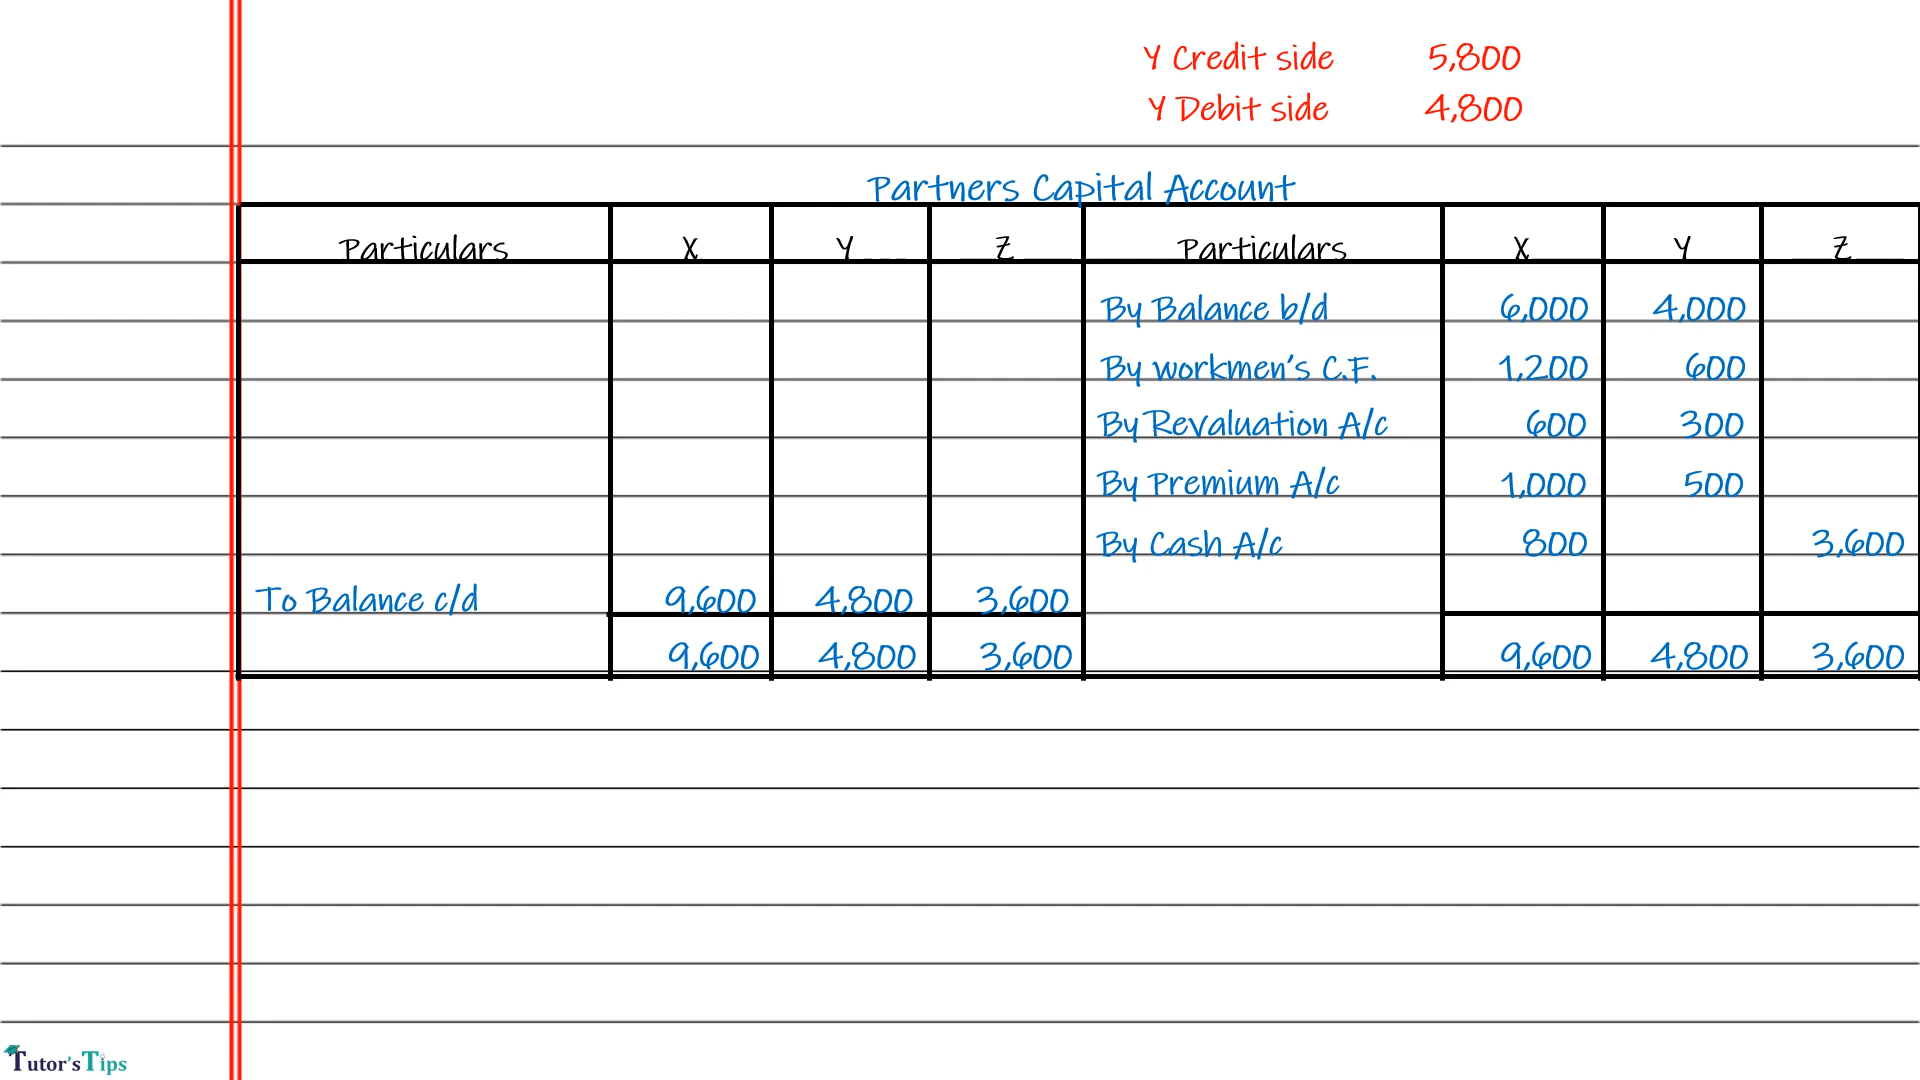 Y Credit side 5,800
Y Debit side 4,800
Partners Capital Account
Particulars X Y Z Particulars X Y Z
By Balance b/d 6,000 4,000
By workmen's C.F. 1,200 600
By Revaluation A/c 600 300
By Premium A/c 1,000 500
By Cash A/c 800 3,600
To Balance c/d 9,600 4,800 3,600
9,600 4,800 3,600 9,600 4,800 3,600
Tutor'sTips